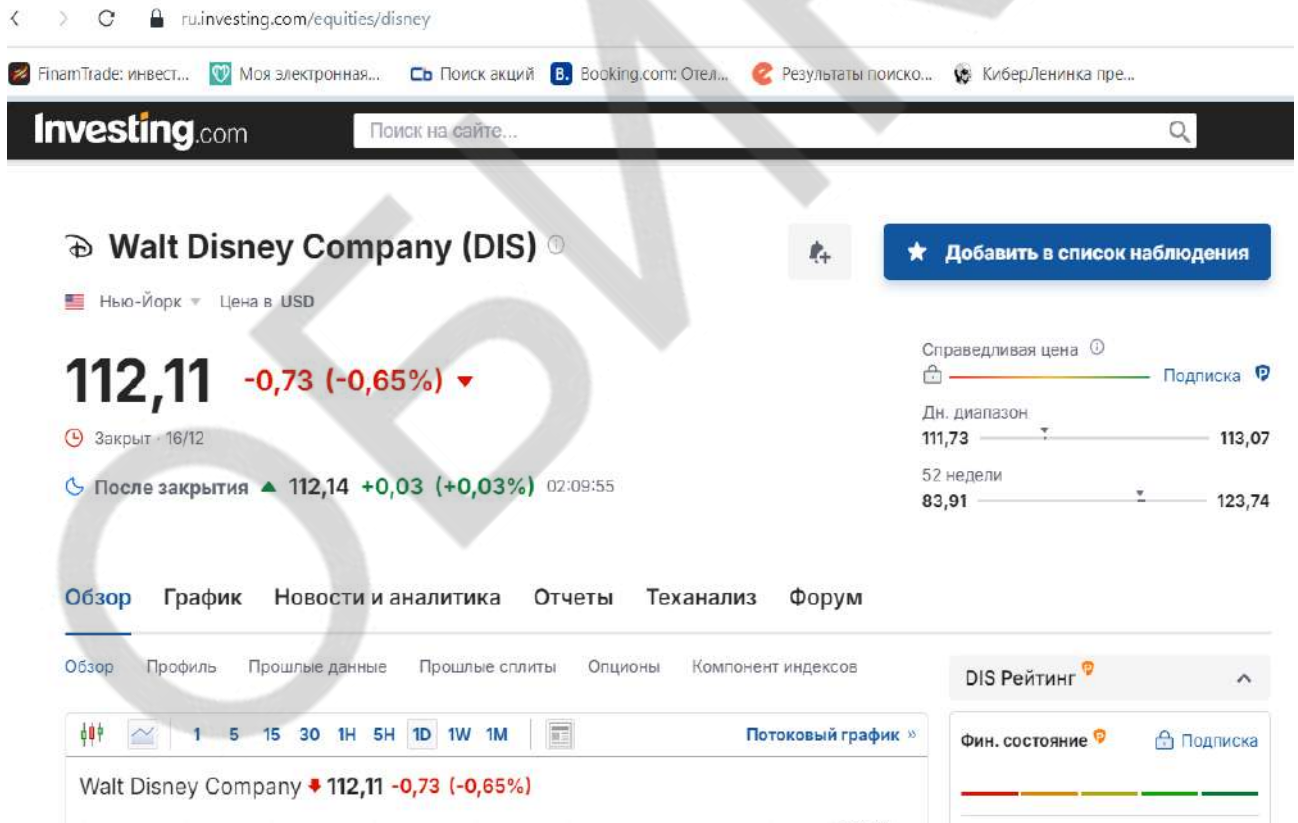 ru.investing.com/equities/disney
FinamTrade: инвест... Моя электронная... Cb Поиск акций B. Booking.com: Отел... Результаты поиско... КиберЛенинка пре...
Investing.com Поиск на сайте...
Walt Disney Company (DIS) Добавить в список наблюдения
Нью-Йорк Цена в USD
112,11 -0,73 (-0,65%)
Закрыт · 16/12
После закрытия 112,14 +0,03 (+0,03%) 02:09:55
Справедливая цена
Подписка
Дн. диапазон
111,73 113,07
52 недели
83,91 123,74
Обзор График Новости и аналитика Отчеты Теханализ Форум
Обзор Профиль Прошлые данные Прошлые сплиты Опционы Компонент индексов
DIS Рейтинг
1 5 15 30 1H 5H 1D 1W 1M Потоковый график »
Фин. состояние Подписка
Walt Disney Company 112,11 -0,73 (-0,65%)